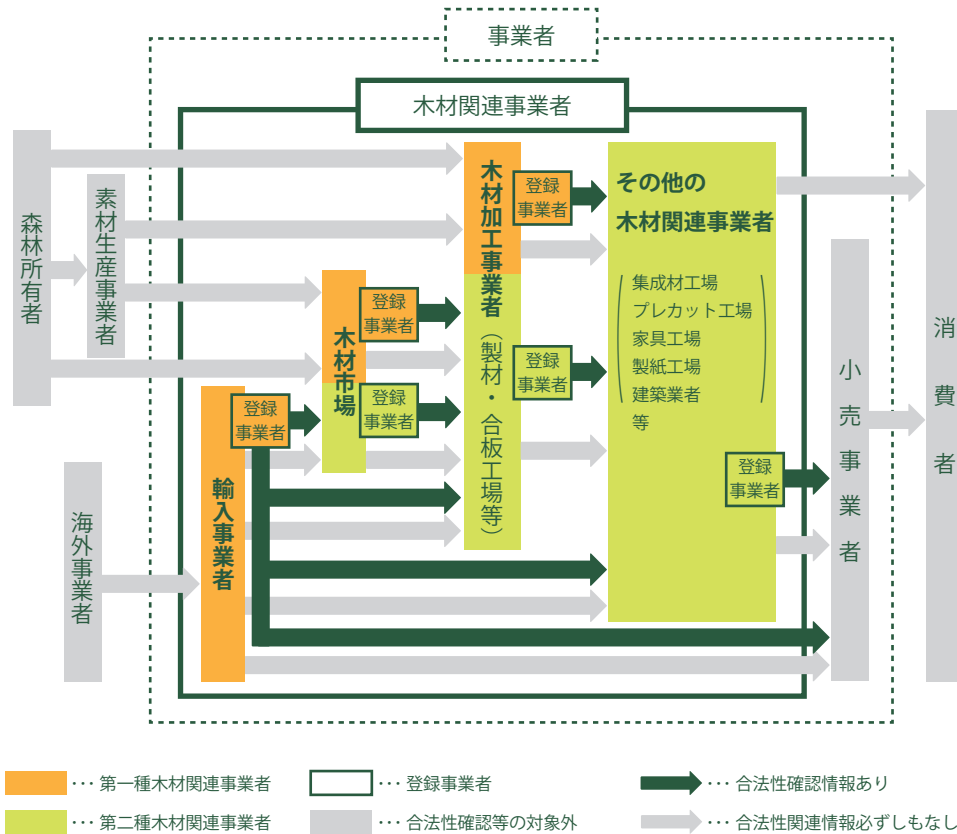 事業者
木材関連事業者
森林所有者
素材生産事業者
海外事業者
輸入事業者
登録
事業者
木材市場
登録
事業者
登録
事業者
木材加工事業者（製材・合板工場等）
登録
事業者
登録
事業者
その他の
木材関連事業者
集成材工場
プレカット工場
家具工場
製紙工場
建築業者
等
登録
事業者
小売事業者
消費者
･･･ 第一種木材関連事業者
･･･ 登録事業者
･･･ 合法性確認情報あり
･･･ 第二種木材関連事業者
･･･ 合法性確認等の対象外
･･･ 合法性関連情報必ずしもなし